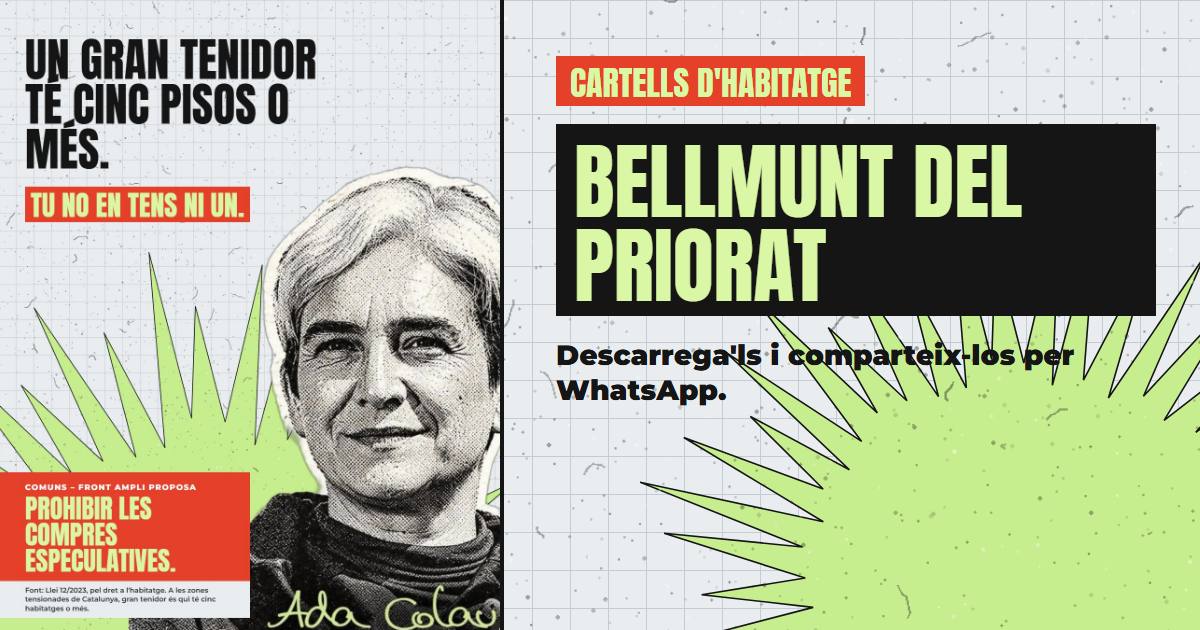 UN GRAN TENIDOR
TÉ CINC PISOS O
MÉS.
TU NO EN TENS NI UN.
COMUNS – FRONT AMPLI PROPOSA
PROHIBIR LES
COMPRES
ESPECULATIVES.
Font: Llei 12/2023, pel dret a l'habitatge. A les zones
tensionades de Catalunya, gran tenidor és qui té cinc
habitatges o més.
Ada Colau
CARTELLS D'HABITATGE
BELLMUNT DEL
PRIORAT
Descarrega'ls i comparteix-los per
WhatsApp.